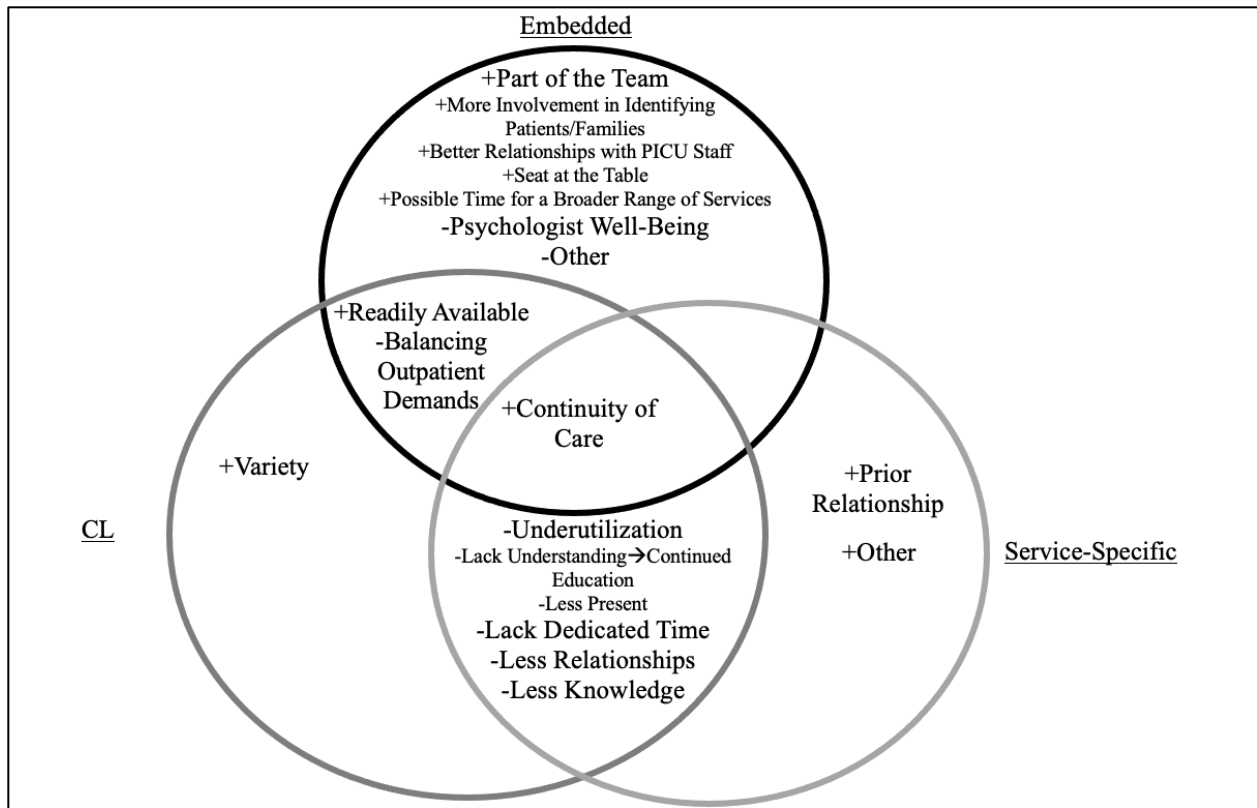 Embedded
+Part of the Team
+More Involvement in Identifying
Patients/Families
+Better Relationships with PICU Staff
+Seat at the Table
+Possible Time for a Broader Range of Services
-Psychologist Well-Being
-Other
+Readily Available
-Balancing
Outpatient
Demands
+Continuity of
Care
+Variety
+Prior
Relationship
+Other
CL
Service-Specific
-Underutilization
-Lack Understanding→Continued
Education
-Less Present
-Lack Dedicated Time
-Less Relationships
-Less Knowledge